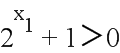 2^{x_1} + 1 > 0